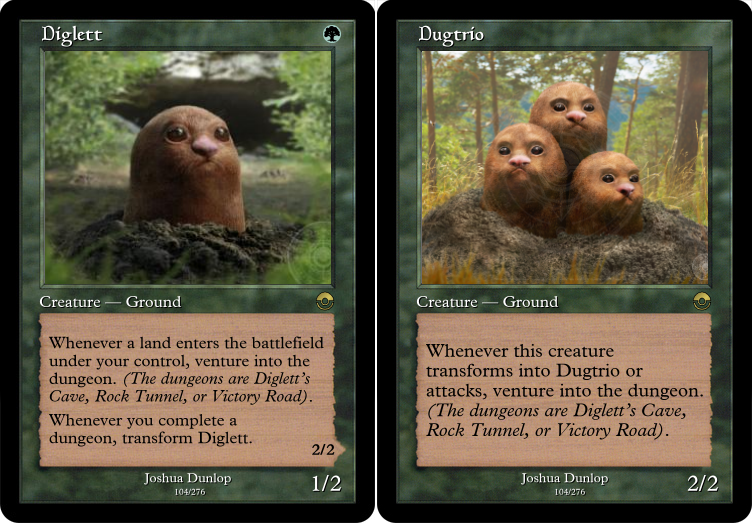 Diglett
Creature — Ground
Whenever a land enters the battlefield
under your control, venture into the
dungeon. (The dungeons are Diglett's
Cave, Rock Tunnel, or Victory Road).
Whenever you complete a
dungeon, transform Diglett.
2/2
Joshua Dunlop
104/276
1/2
Dugtrio
Creature — Ground
Whenever this creature
transforms into Dugtrio or
attacks, venture into the dungeon.
(The dungeons are Diglett's Cave,
Rock Tunnel, or Victory Road).
Joshua Dunlop
104/276
2/2